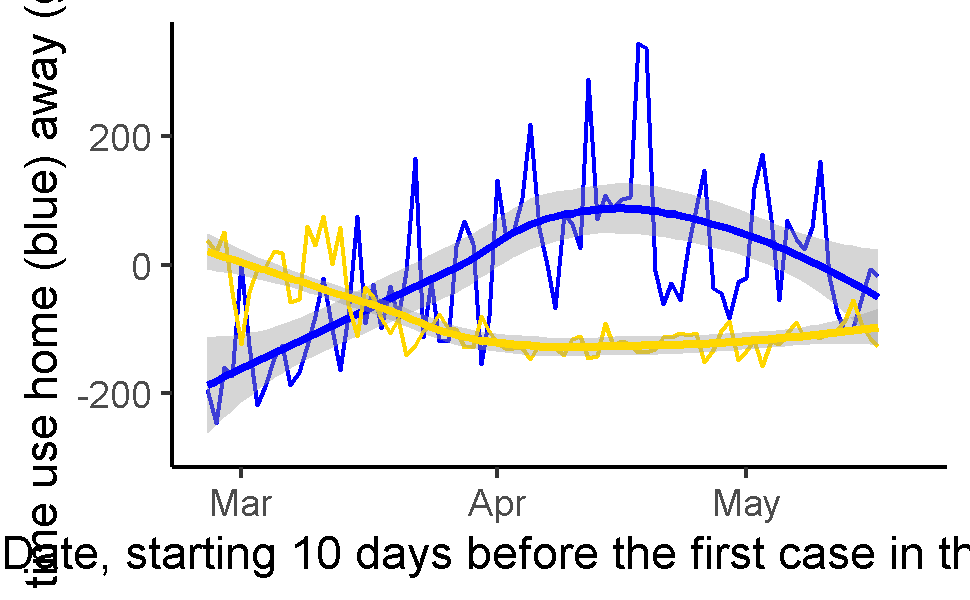 time use home (blue) away (
200
0
-200
Mar Apr May
Date, starting 10 days before the first case in th